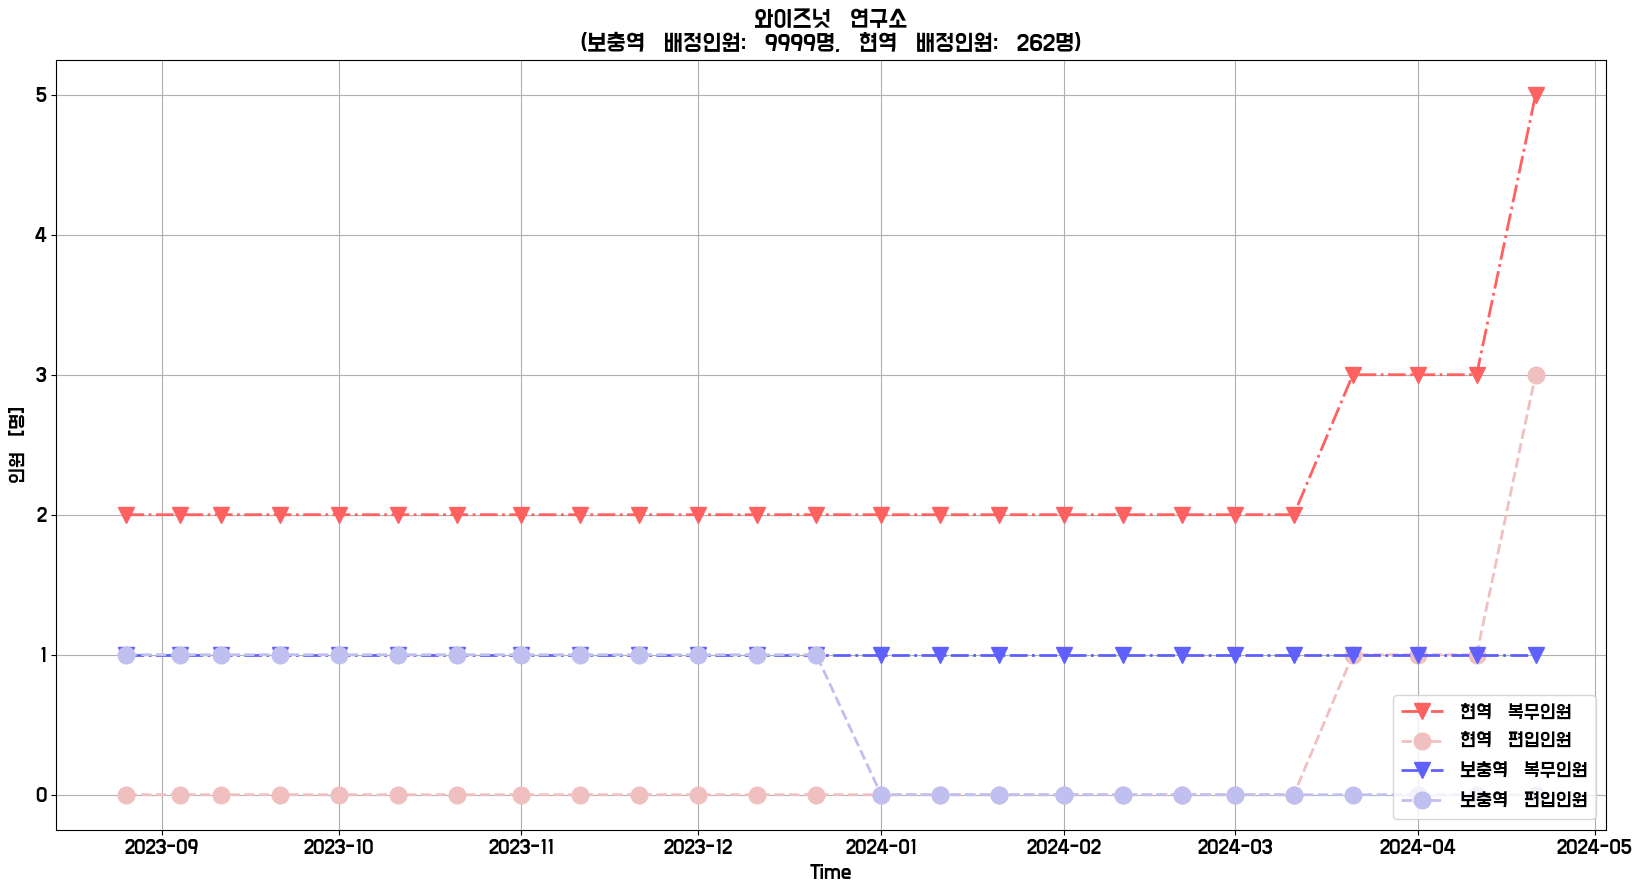 와이즈넛 연구소
(보충역 배정인원: 9999명, 현역 배정인원: 262명)
5
4
3
2
1
0
인원 [명]
현역 복무인원
현역 편입인원
보충역 복무인원
보충역 편입인원
2023-09 2023-10 2023-11 2023-12 2024-01 2024-02 2024-03 2024-04 2024-05
Time